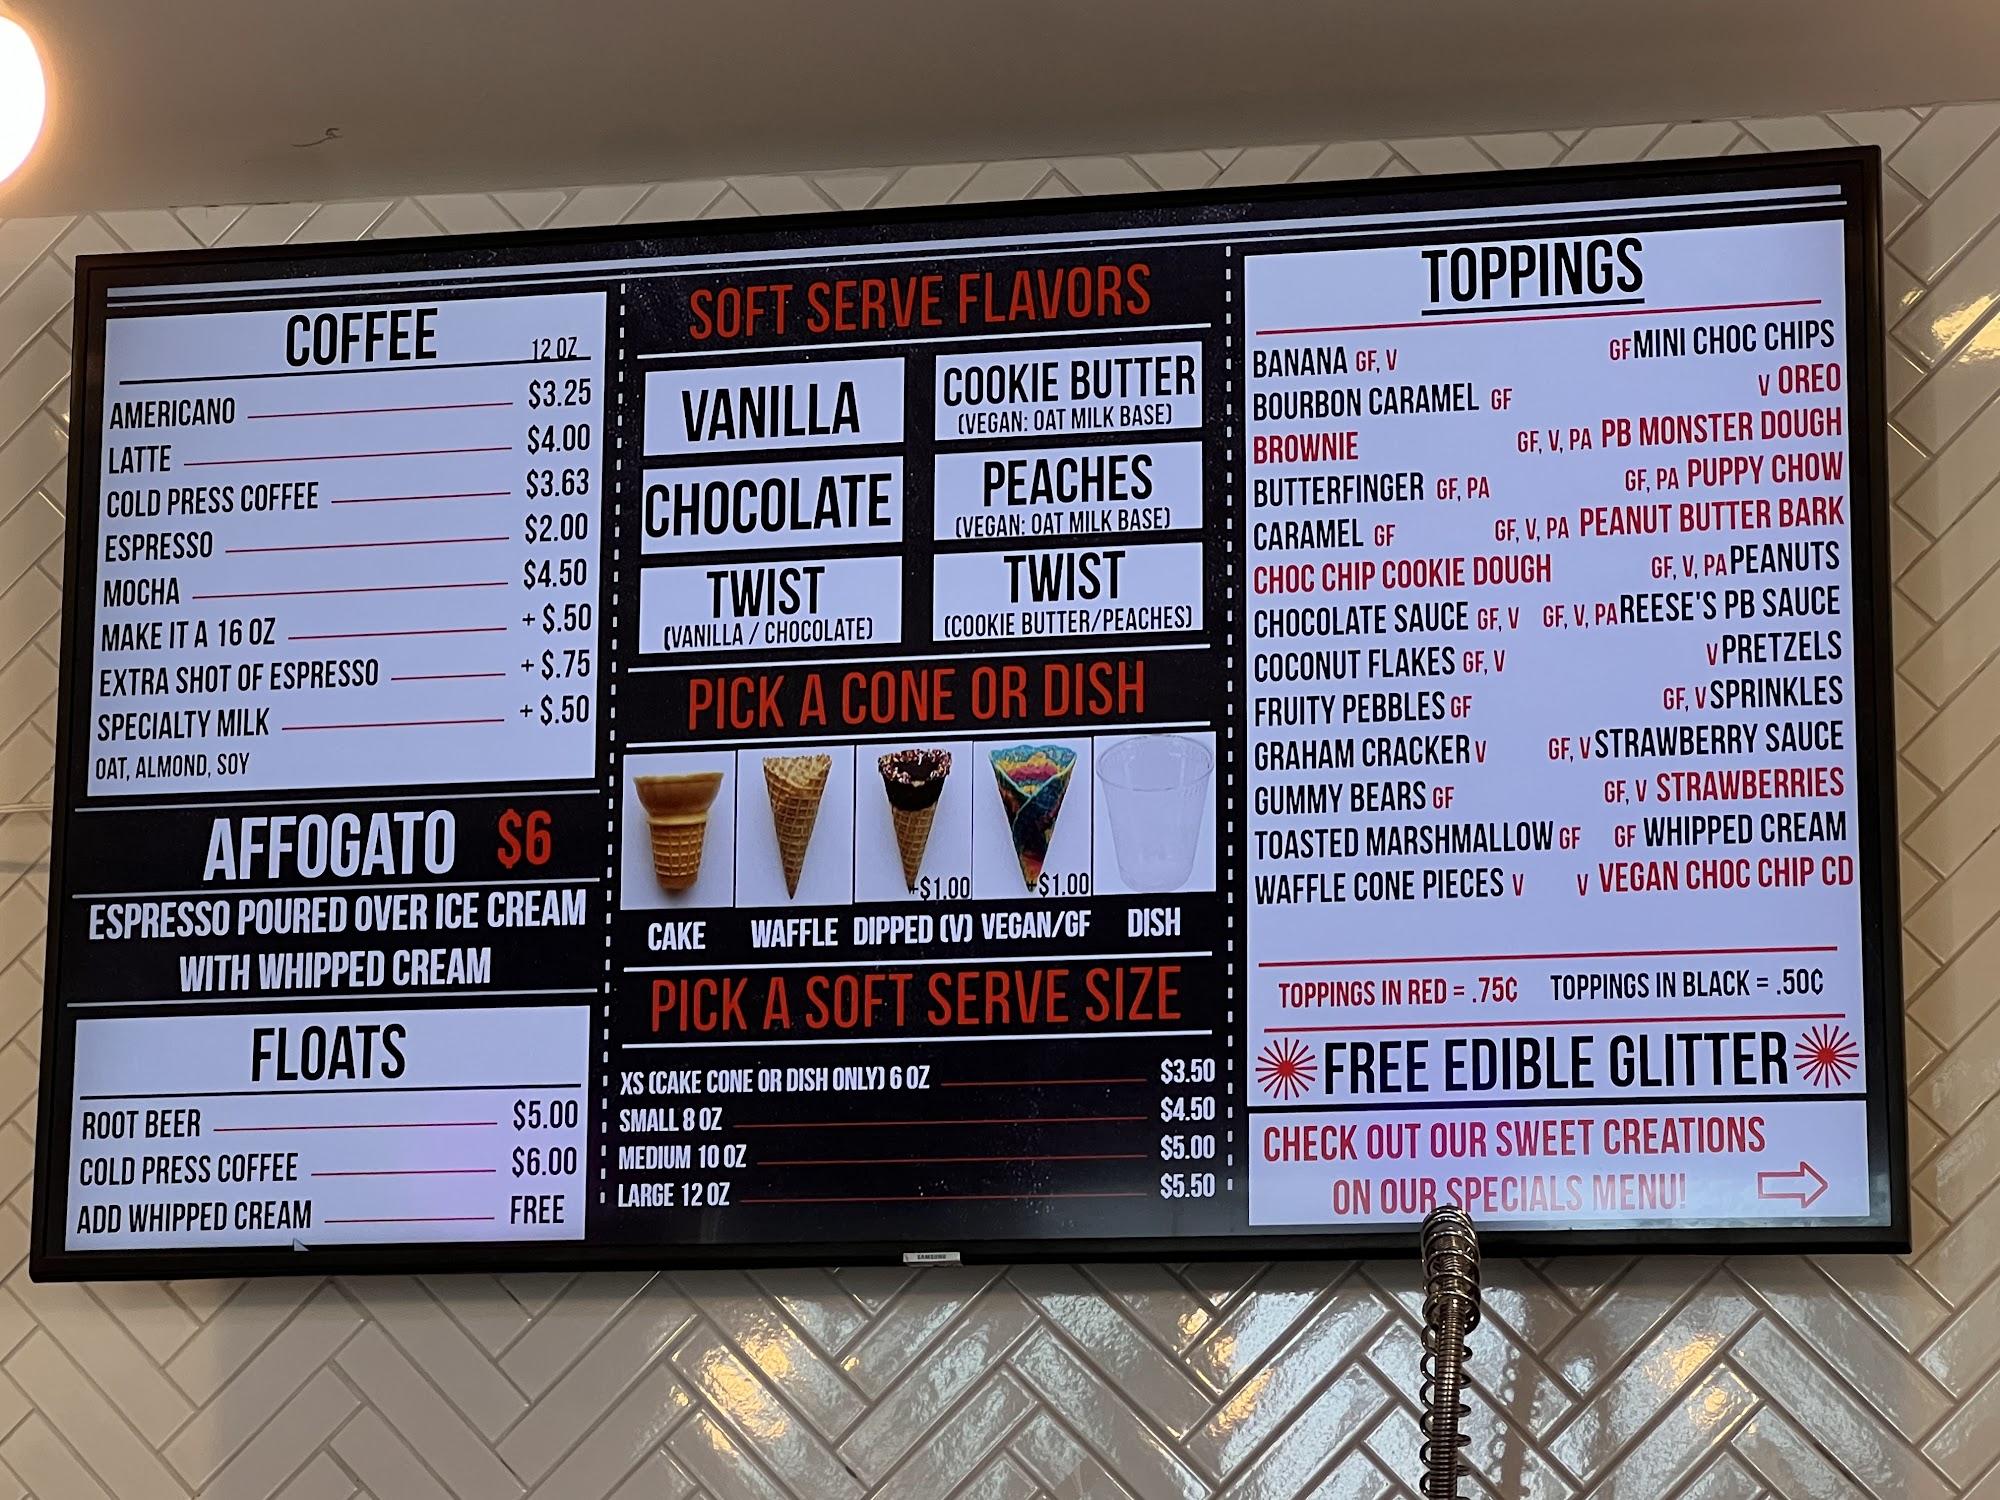 COFFEE
12 OZ
AMERICANO $3.25
LATTE $4.00
COLD PRESS COFFEE $3.63
ESPRESSO $2.00
MOCHA $4.50
MAKE IT A 16 OZ + $.50
EXTRA SHOT OF ESPRESSO + $.75
SPECIALTY MILK + $.50
OAT, ALMOND, SOY
AFFOGATO $6
ESPRESSO POURED OVER ICE CREAM
WITH WHIPPED CREAM
FLOATS
ROOT BEER $5.00
COLD PRESS COFFEE $6.00
ADD WHIPPED CREAM FREE
SOFT SERVE FLAVORS
VANILLA
CHOCOLATE
TWIST
(VANILLA / CHOCOLATE)
COOKIE BUTTER
(VEGAN: OAT MILK BASE)
PEACHES
(VEGAN: OAT MILK BASE)
TWIST
(COOKIE BUTTER/PEACHES)
PICK A CONE OR DISH
+$1.00 +$1.00
CAKE WAFFLE DIPPED (V) VEGAN/GF DISH
PICK A SOFT SERVE SIZE
XS (CAKE CONE OR DISH ONLY) 6 OZ $3.50
SMALL 8 OZ $4.50
MEDIUM 10 OZ $5.00
LARGE 12 OZ $5.50
TOPPINGS
BANANA GF, V
BOURBON CARAMEL GF
BROWNIE
BUTTERFINGER GF, PA
CARAMEL GF
CHOC CHIP COOKIE DOUGH
CHOCOLATE SAUCE GF, V
COCONUT FLAKES GF, V
FRUITY PEBBLES GF
GRAHAM CRACKER V
GUMMY BEARS GF
TOASTED MARSHMALLOW GF
WAFFLE CONE PIECES V
GF MINI CHOC CHIPS
V OREO
GF, V, PA PB MONSTER DOUGH
GF, PA PUPPY CHOW
GF, V, PA PEANUT BUTTER BARK
GF, V, PA PEANUTS
GF, V, PA REESE'S PB SAUCE
V PRETZELS
GF, V SPRINKLES
GF, V STRAWBERRY SAUCE
GF, V STRAWBERRIES
GF WHIPPED CREAM
V VEGAN CHOC CHIP CD
TOPPINGS IN RED = .75¢ TOPPINGS IN BLACK = .50¢
FREE EDIBLE GLITTER
CHECK OUT OUR SWEET CREATIONS
ON OUR SPECIALS MENU!
SAMSUNG